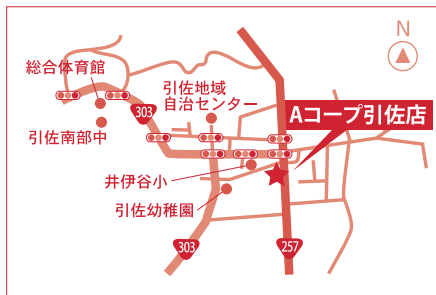 N
総合体育館
引佐地域
自治センター
303
Aコープ引佐店
引佐南部中
井伊谷小
引佐幼稚園
303
257